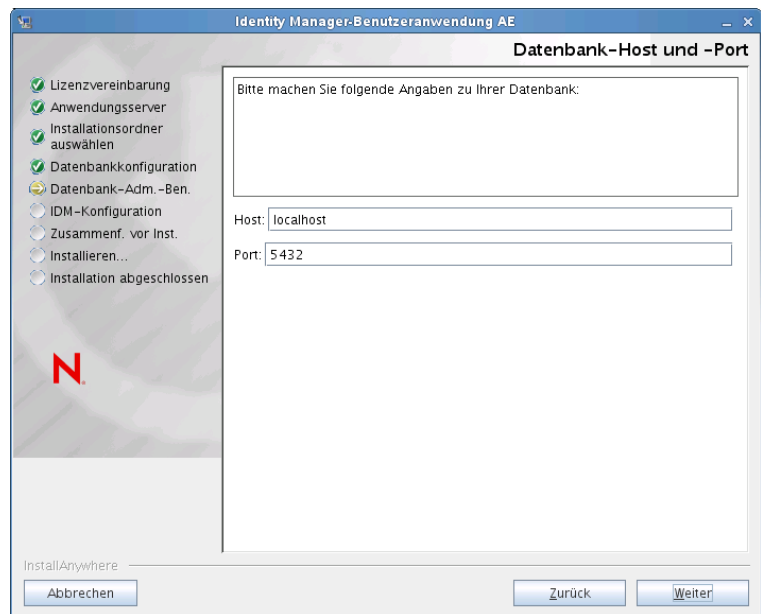 Identity Manager-Benutzeranwendung AE
Datenbank-Host und -Port
Lizenzvereinbarung
Anwendungsserver
Installationsordner
auswählen
Datenbankkonfiguration
Datenbank-Adm.-Ben.
IDM-Konfiguration
Zusammenf. vor Inst.
Installieren...
Installation abgeschlossen
N
Bitte machen Sie folgende Angaben zu Ihrer Datenbank:
Host: localhost
Port: 5432
InstallAnywhere
Abbrechen
Zurück
Weiter